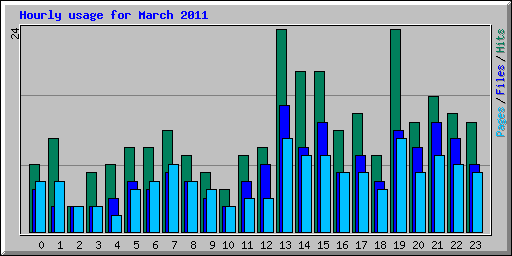 Hourly usage for March 2011
24
Pages/Files/Hits
0 1 2 3 4 5 6 7 8 9 10 11 12 13 14 15 16 17 18 19 20 21 22 23